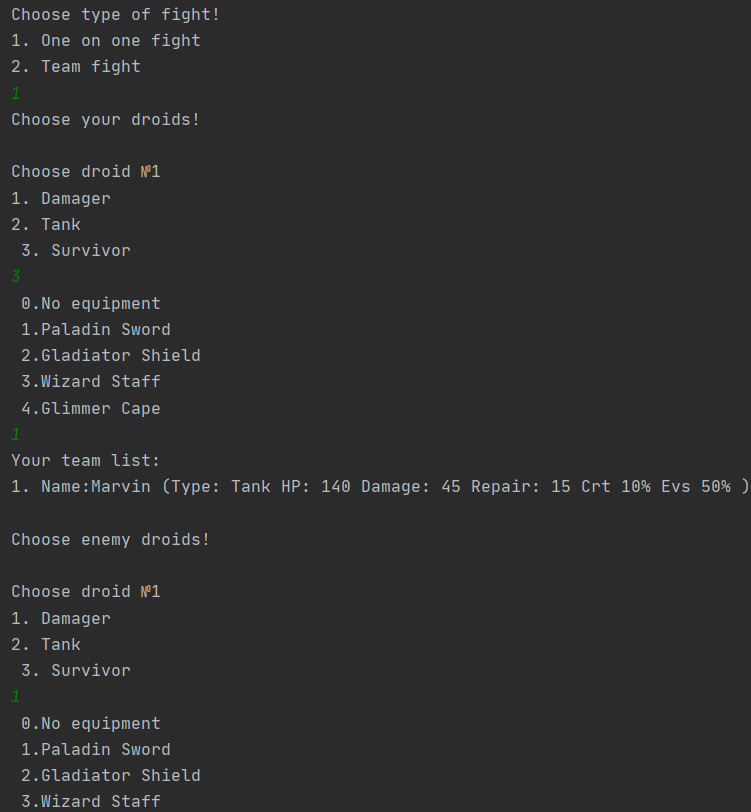 Choose type of fight!
1. One on one fight
2. Team fight
1
Choose your droids!
Choose droid №1
1. Damager
2. Tank
3. Survivor
3
0.No equipment
1.Paladin Sword
2.Gladiator Shield
3.Wizard Staff
4.Glimmer Cape
1
Your team list:
1. Name:Marvin (Type: Tank HP: 140 Damage: 45 Repair: 15 Crt 10% Evs 50% )
Choose enemy droids!
Choose droid №1
1. Damager
2. Tank
3. Survivor
1
0.No equipment
1.Paladin Sword
2.Gladiator Shield
3.Wizard Staff